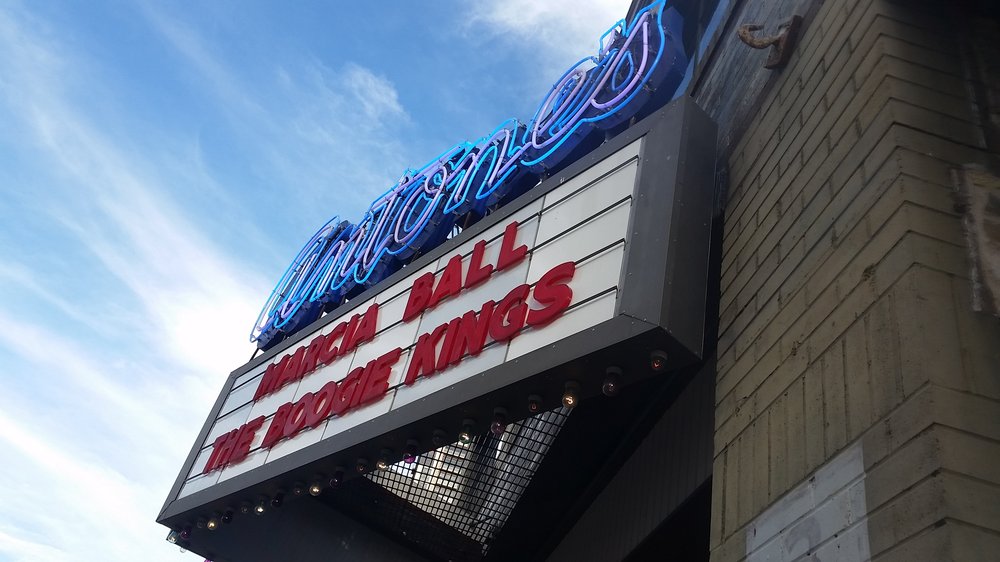 Antone's
MARCIA BALL
THE BOOGIE KINGS